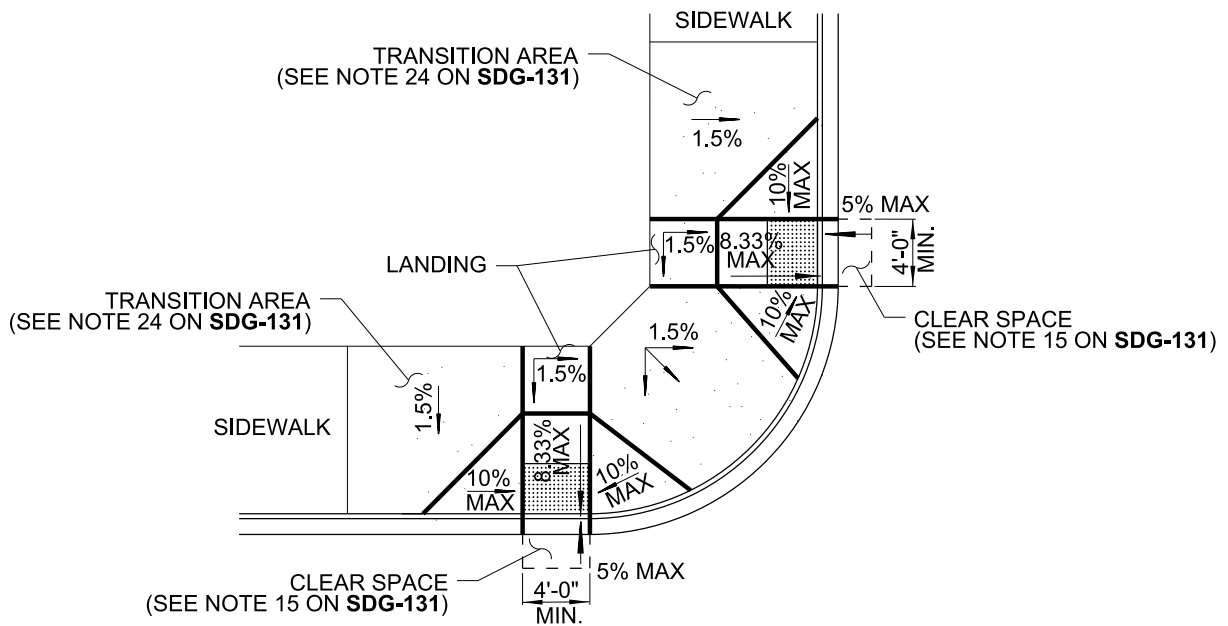 SIDEWALK
TRANSITION AREA
(SEE NOTE 24 ON SDG-131)
1.5%
10%
MAX
5% MAX
1.5%
8.33%
MAX
4'-0"
MIN.
LANDING
10%
MAX
CLEAR SPACE
(SEE NOTE 15 ON SDG-131)
TRANSITION AREA
(SEE NOTE 24 ON SDG-131)
1.5%
1.5%
1.5%
SIDEWALK
8.33%
MAX
10%
MAX
10%
MAX
5% MAX
CLEAR SPACE
(SEE NOTE 15 ON SDG-131)
4'-0"
MIN.